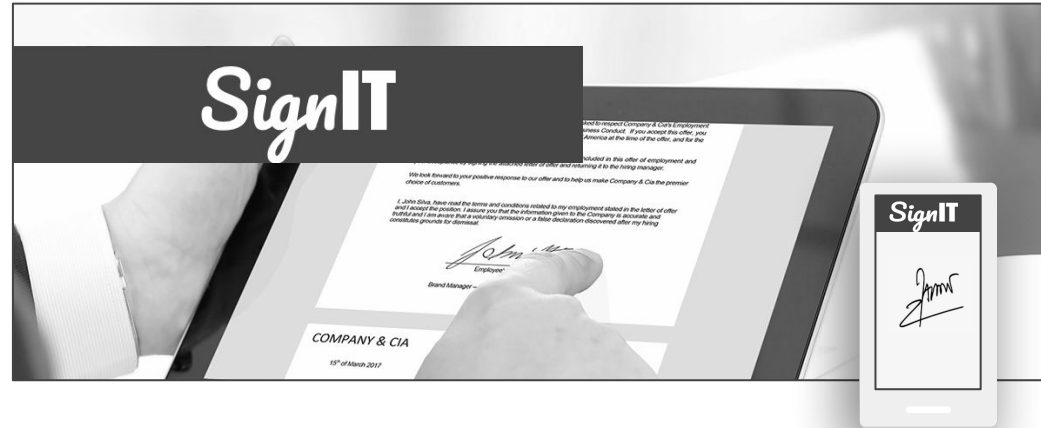 SignIT
ked to respect Company & Cia's Employment
siness Conduct. If you accept this offer, you
America at the time of the offer, and for the
ncluded in this offer of employment and
by signing the attached letter of offer and returning it to the hiring manager.
We look forward to your positive response to our offer and to help us make Company & Cia the premier
choice of customers.
I, John Silva, have read the terms and conditions related to my employment stated in the letter of offer
and I accept the position. I assure you that the information given to the Company is accurate and
truthful and I am aware that a voluntary omission or a false declaration discovered after my hiring
constitutes grounds for dismissal.
Employee
Brand Manager –
COMPANY & CIA
15th of March 2017
SignIT